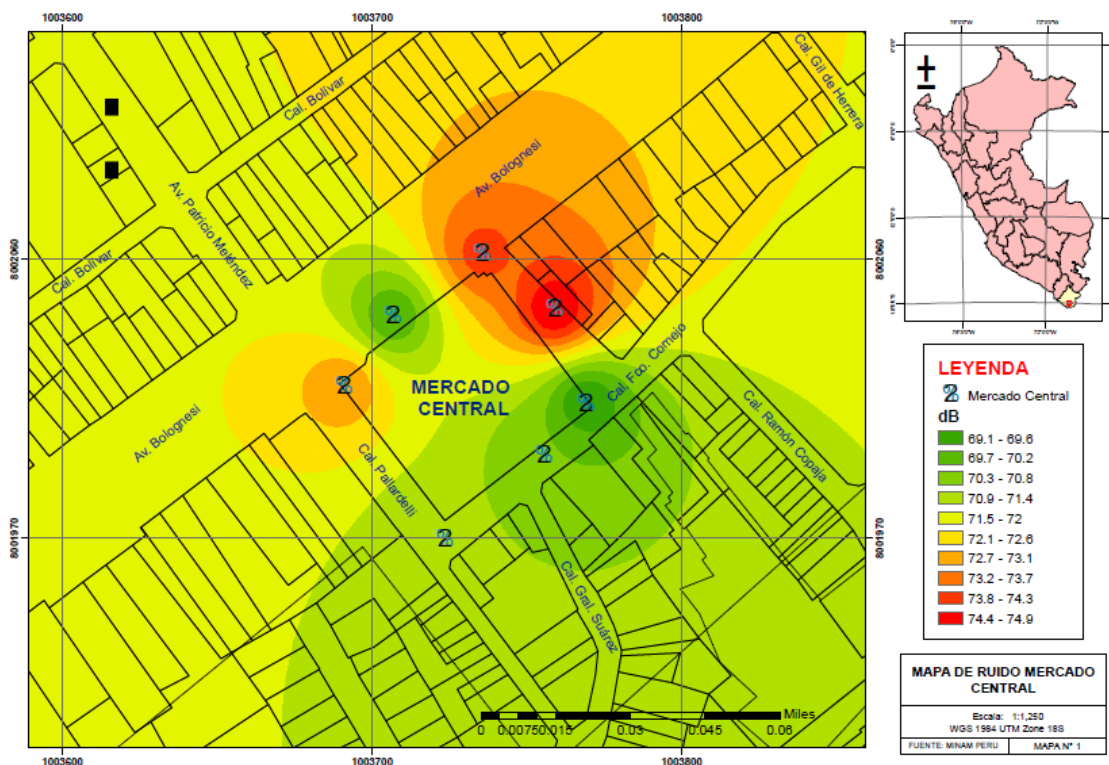 1003600 1003700 1003800
Cal. Gil de Herrera
Cal. Bolívar
Av. Bolognesi
Av. Patricio Meléndez
8002060 8002060
Cal. Bolívar
Cal. Fco. Cornejo
MERCADO
CENTRAL
Av. Bolognesi
Cal. Ramón Copaja
Cal. Pallardelli
8001970 8001970
Cal. Gral. Suárez
Miles
0 0.0075 0.015 0.03 0.045 0.06
1003600 1003700 1003800
LEYENDA
Mercado Central
dB
69.1 - 69.6
69.7 - 70.2
70.3 - 70.8
70.9 - 71.4
71.5 - 72
72.1 - 72.6
72.7 - 73.1
73.2 - 73.7
73.8 - 74.3
74.4 - 74.9
MAPA DE RUIDO MERCADO
CENTRAL
Escala: 1:1,250
WGS 1984 UTM Zone 18S
FUENTE: MINAM PERU MAPA N° 1